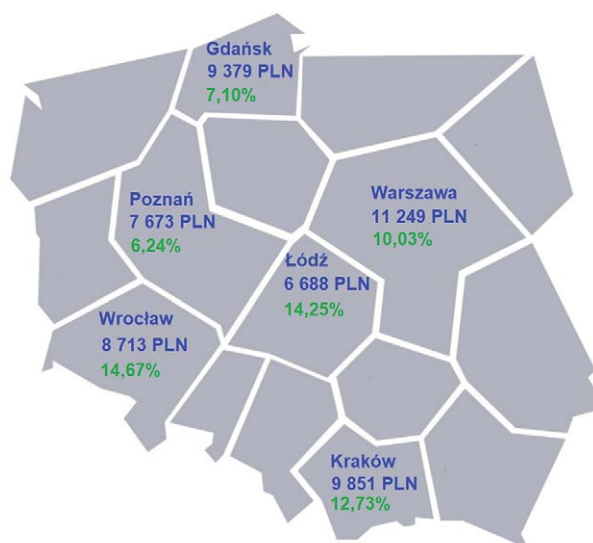 Gdańsk
9 379 PLN
7,10%
Poznań
7 673 PLN
6,24%
Warszawa
11 249 PLN
10,03%
Łódź
6 688 PLN
14,25%
Wrocław
8 713 PLN
14,67%
Kraków
9 851 PLN
12,73%